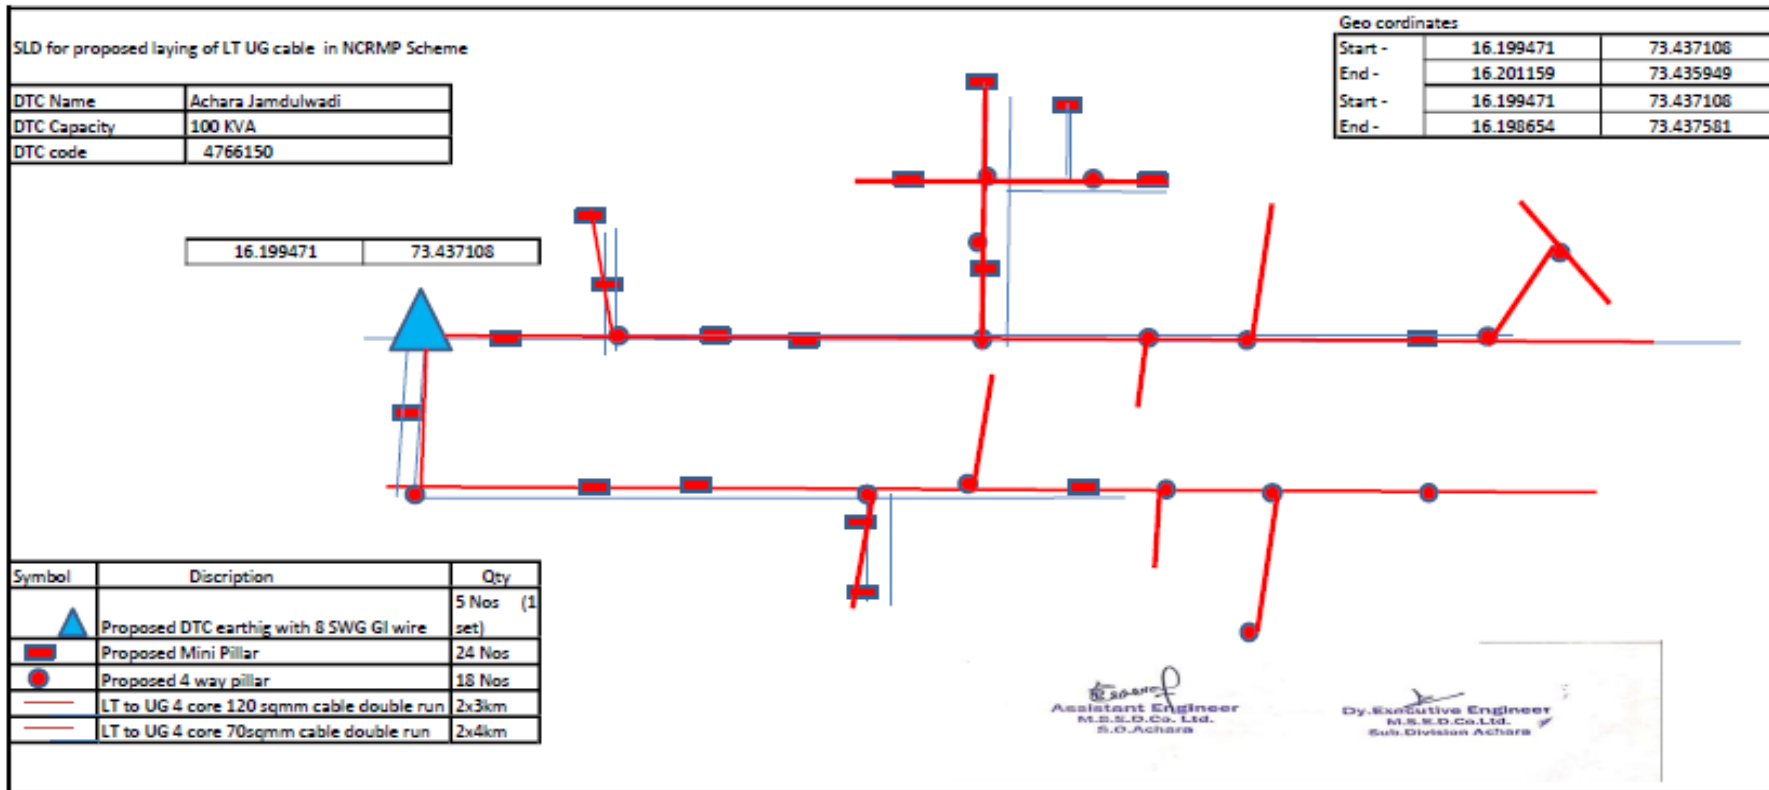 Geo cordinates
SLD for proposed laying of LT UG cable in NCRMP Scheme
Start - 16.199471 73.437108
End - 16.201159 73.435949
Start - 16.199471 73.437108
End - 16.198654 73.437581
DTC Name Achara Jamdulwadi
DTC Capacity 100 KVA
DTC code 4766150
16.199471 73.437108
Symbol Discription Qty
Proposed DTC earthig with 8 SWG GI wire 5 Nos (1 set)
Proposed Mini Pillar 24 Nos
Proposed 4 way pillar 18 Nos
LT to UG 4 core 120 sqmm cable double run 2x3km
LT to UG 4 core 70sqmm cable double run 2x4km
Assistant Engineer
M.S.E.D.Co. Ltd.
S.O.Achara
Dy.Executive Engineer
M.S.E.D.Co.Ltd.
Sub.Division Achara